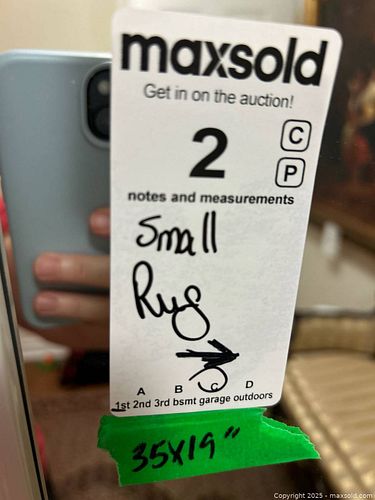 maxsold
Get in on the auction!
2
C
P
notes and measurements
Small
Rug
A B C D
1st 2nd 3rd bsmt garage outdoors
35X19"
Copyright 2025 - maxsold.com